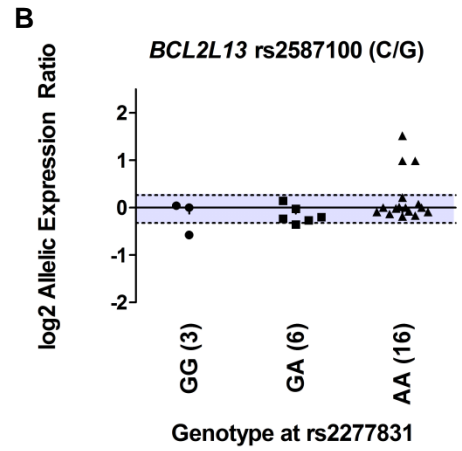 B
BCL2L13 rs2587100 (C/G)
log2 Allelic Expression Ratio
2
1
0
-1
-2
GG (3)
GA (6)
AA (16)
Genotype at rs2277831